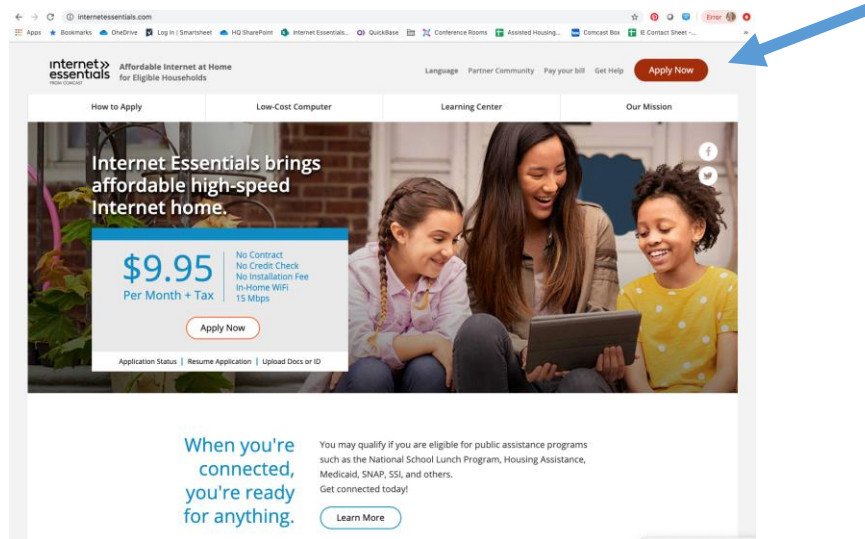 internetessentials.com
Error
Apps Bookmarks OneDrive Log In | Smartsheet HQ SharePoint Internet Essentials... QuickBase Conference Rooms Assisted Housing... Comcast Box IE Contact Sheet -... »
internet»
essentials
FROM COMCAST
Affordable Internet at Home
for Eligible Households
Language Partner Community Pay your bill Get Help Apply Now
How to Apply Low-Cost Computer Learning Center Our Mission
Internet Essentials brings
affordable high-speed
Internet home.
$9.95
Per Month + Tax
No Contract
No Credit Check
No Installation Fee
In-Home WiFi
15 Mbps
Apply Now
Application Status | Resume Application | Upload Docs or ID
When you're
connected,
you're ready
for anything.
You may qualify if you are eligible for public assistance programs
such as the National School Lunch Program, Housing Assistance,
Medicaid, SNAP, SSI, and others.
Get connected today!
Learn More